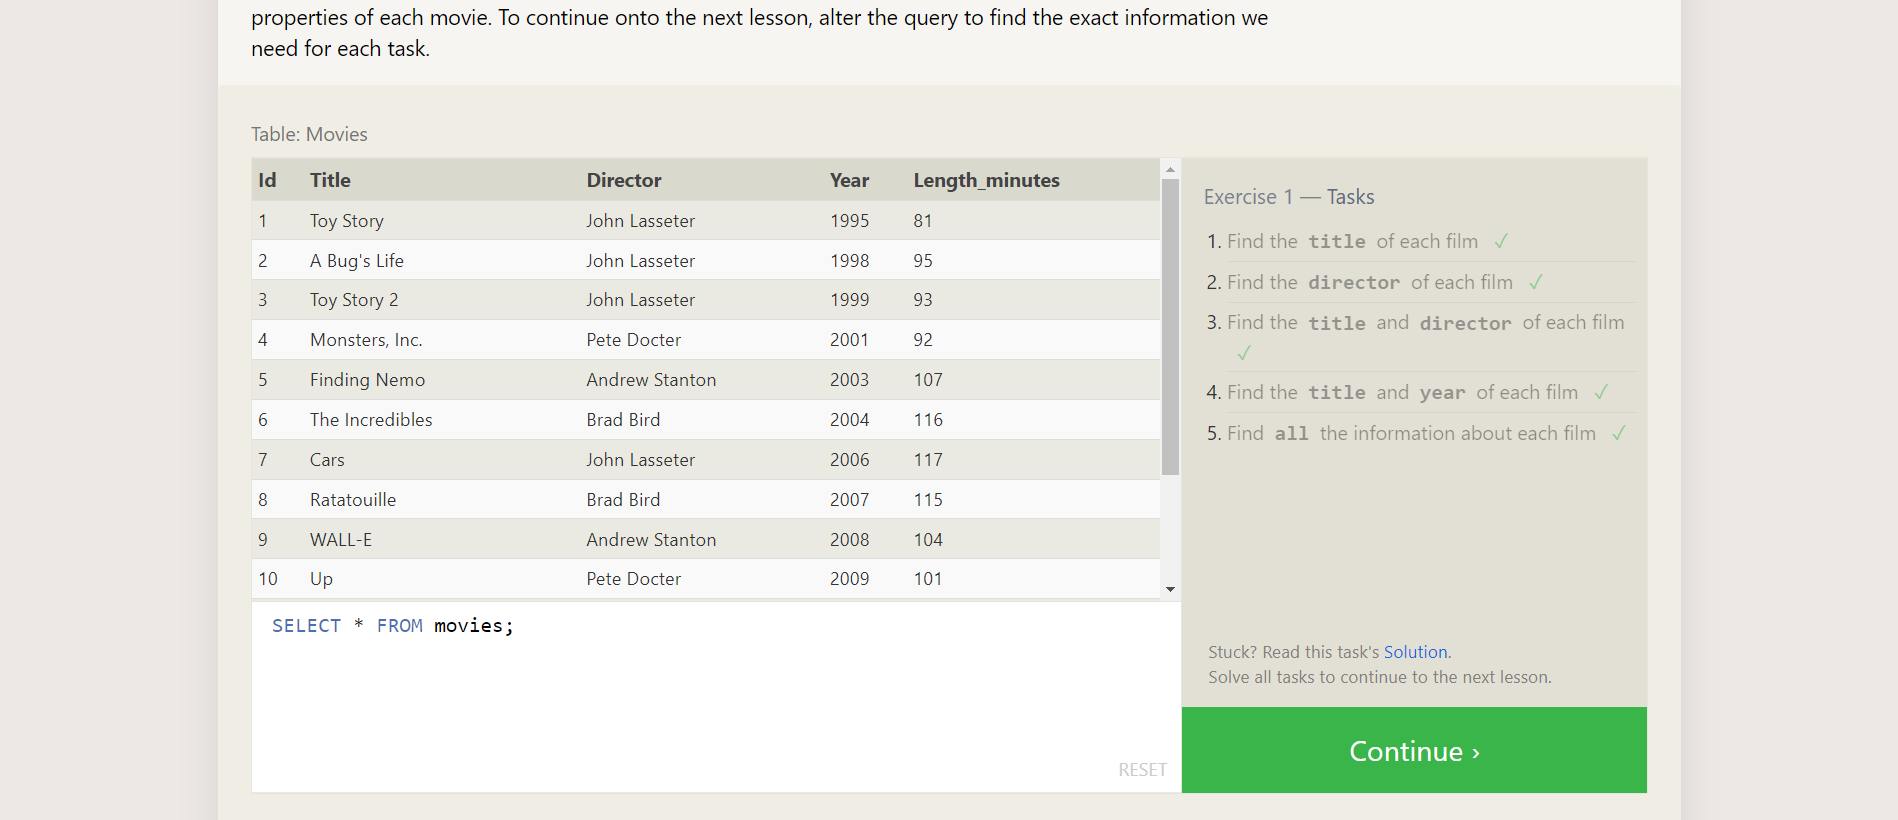 properties of each movie. To continue onto the next lesson, alter the query to find the exact information we
need for each task.
Table: Movies
Id Title Director Year Length_minutes
1 Toy Story John Lasseter 1995 81
2 A Bug's Life John Lasseter 1998 95
3 Toy Story 2 John Lasseter 1999 93
4 Monsters, Inc. Pete Docter 2001 92
5 Finding Nemo Andrew Stanton 2003 107
6 The Incredibles Brad Bird 2004 116
7 Cars John Lasseter 2006 117
8 Ratatouille Brad Bird 2007 115
9 WALL-E Andrew Stanton 2008 104
10 Up Pete Docter 2009 101
SELECT * FROM movies;
RESET
Exercise 1 — Tasks
1. Find the title of each film ✓
2. Find the director of each film ✓
3. Find the title and director of each film
✓
4. Find the title and year of each film ✓
5. Find all the information about each film ✓
Stuck? Read this task's Solution.
Solve all tasks to continue to the next lesson.
Continue ›